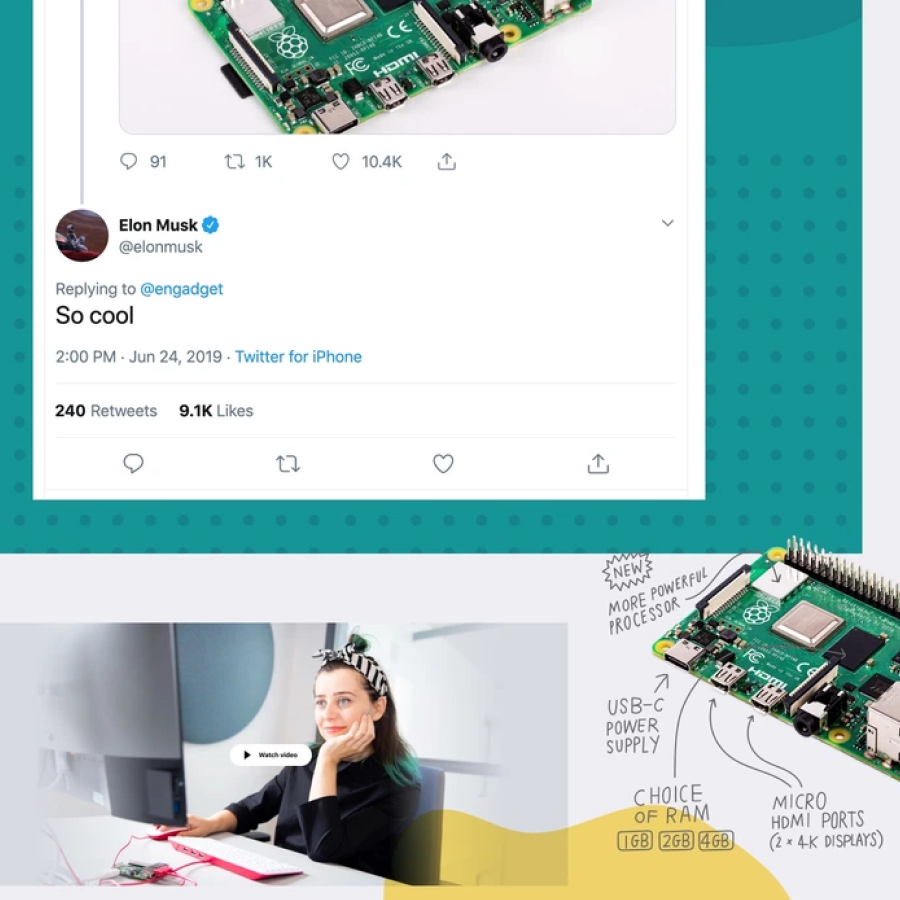 HDMI
91 1K 10.4K
Elon Musk
@elonmusk
Replying to @engadget
So cool
2:00 PM · Jun 24, 2019 · Twitter for iPhone
240 Retweets 9.1K Likes
NEW
MORE POWERFUL
PROCESSOR
HDMI
USB-C
POWER
SUPPLY
Watch video
CHOICE
OF RAM
1GB 2GB 4GB
MICRO
HDMI PORTS
(2 × 4K DISPLAYS)